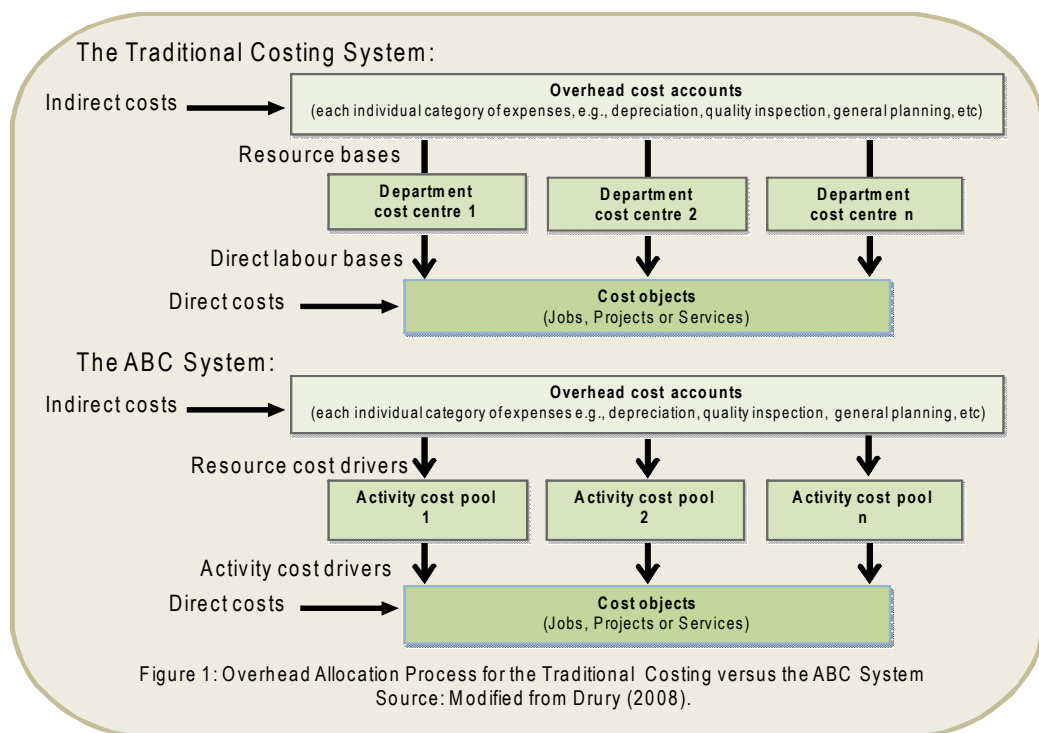 The Traditional Costing System:
Indirect costs
Overhead cost accounts
(each individual category of expenses, e.g., depreciation, quality inspection, general planning, etc)
Resource bases
Department
cost centre 1
Department
cost centre 2
Department
cost centre n
Direct labour bases
Direct costs
Cost objects
(Jobs, Projects or Services)
The ABC System:
Indirect costs
Overhead cost accounts
(each individual category of expenses e.g., depreciation, quality inspection, general planning, etc)
Resource cost drivers
Activity cost pool
1
Activity cost pool
2
Activity cost pool
n
Activity cost drivers
Direct costs
Cost objects
(Jobs, Projects or Services)
Figure 1: Overhead Allocation Process for the Traditional Costing versus the ABC System
Source: Modified from Drury (2008).